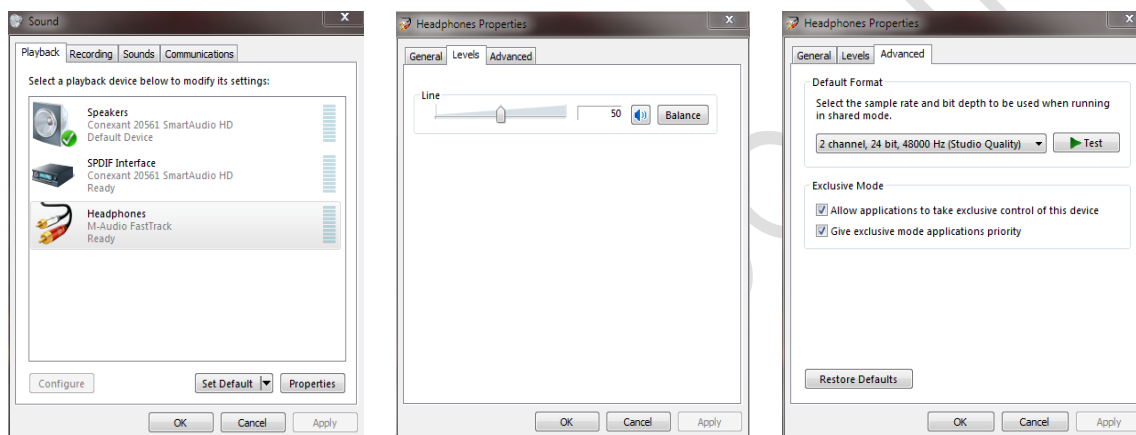 Sound
X
Playback Recording Sounds Communications
Select a playback device below to modify its settings:
Speakers
Conexant 20561 SmartAudio HD
Default Device
SPDIF Interface
Conexant 20561 SmartAudio HD
Ready
Headphones
M-Audio FastTrack
Ready
Configure Set Default Properties
OK Cancel Apply
Headphones Properties
X
General Levels Advanced
Line
50 Balance
OK Cancel Apply
Headphones Properties
X
General Levels Advanced
Default Format
Select the sample rate and bit depth to be used when running
in shared mode.
2 channel, 24 bit, 48000 Hz (Studio Quality) Test
Exclusive Mode
Allow applications to take exclusive control of this device
Give exclusive mode applications priority
Restore Defaults
OK Cancel Apply